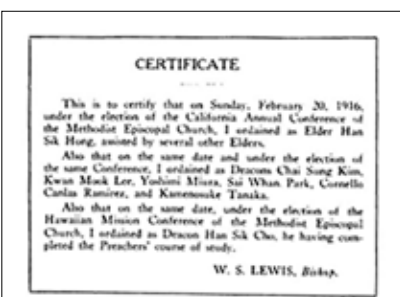 CERTIFICATE
This is to certify that on Sunday, February 20, 1916,
under the election of the California Annual Conference of
the Methodist Episcopal Church, I ordained as Elder Han
Sik Hong, assisted by several other Elders.
Also that on the same date and under the election of
the same Conference, I ordained as Deacons Chai Sung Kim,
Kwan Mook Lee, Yoshimi Miura, Sai Whan Park, Cornelio
Canlas Ramirez, and Kamenosuke Tanaka.
Also that on the same date, under the election of the
Hawaiian Mission Conference of the Methodist Episcopal
Church, I ordained as Deacon Han Sik Cho, he having com-
pleted the Preachers' course of study.
W. S. LEWIS, Bishop.